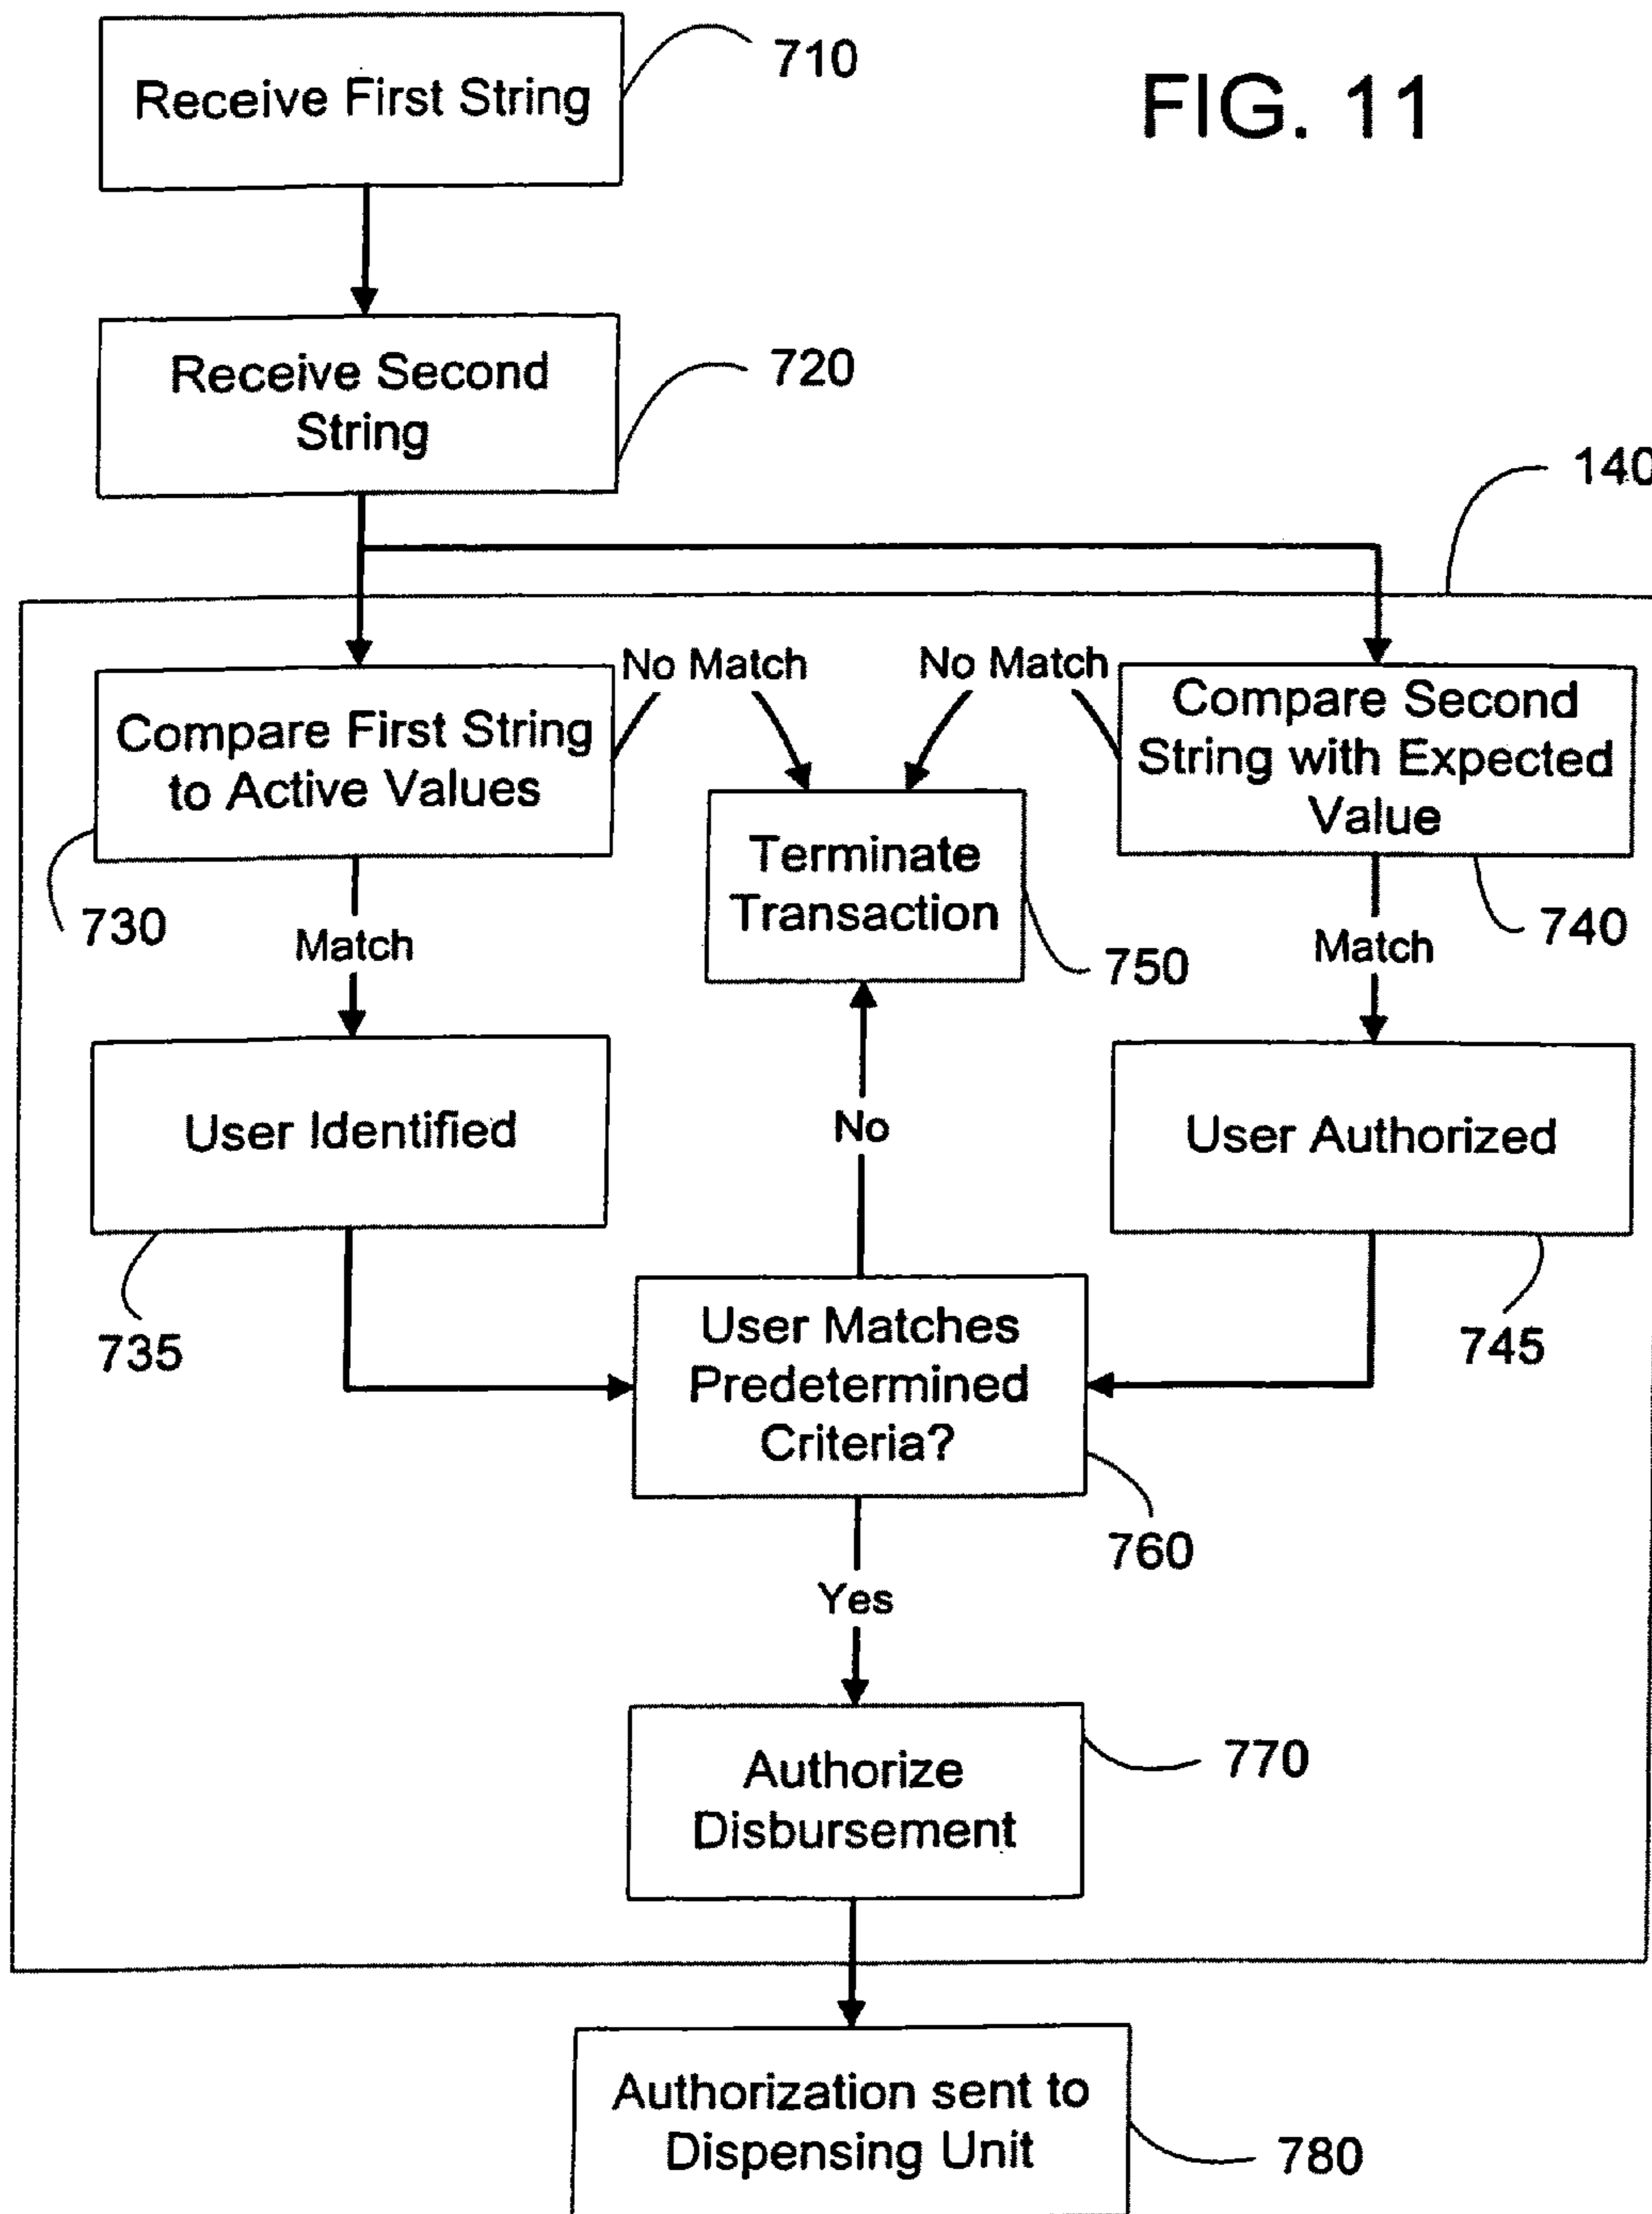 710
FIG. 11
Receive First String
720
Receive Second
String
140
No Match
No Match
Compare First String
to Active Values
Compare Second
String with Expected
Value
Terminate
Transaction
730
740
750
Match
Match
User Identified
No
User Authorized
735
745
User Matches
Predetermined
Criteria?
760
Yes
770
Authorize
Disbursement
Authorization sent to
Dispensing Unit
780